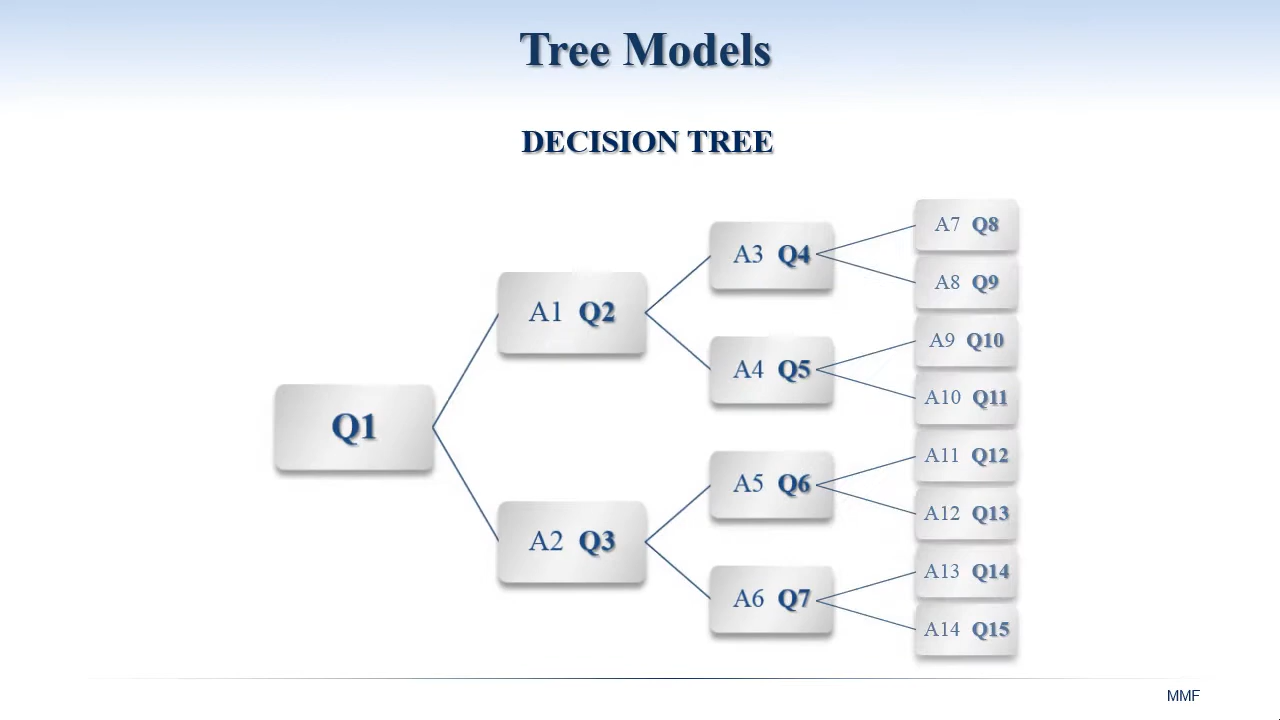 Tree Models
DECISION TREE
Q1
A1 Q2
A2 Q3
A3 Q4
A4 Q5
A5 Q6
A6 Q7
A7 Q8
A8 Q9
A9 Q10
A10 Q11
A11 Q12
A12 Q13
A13 Q14
A14 Q15
MMF